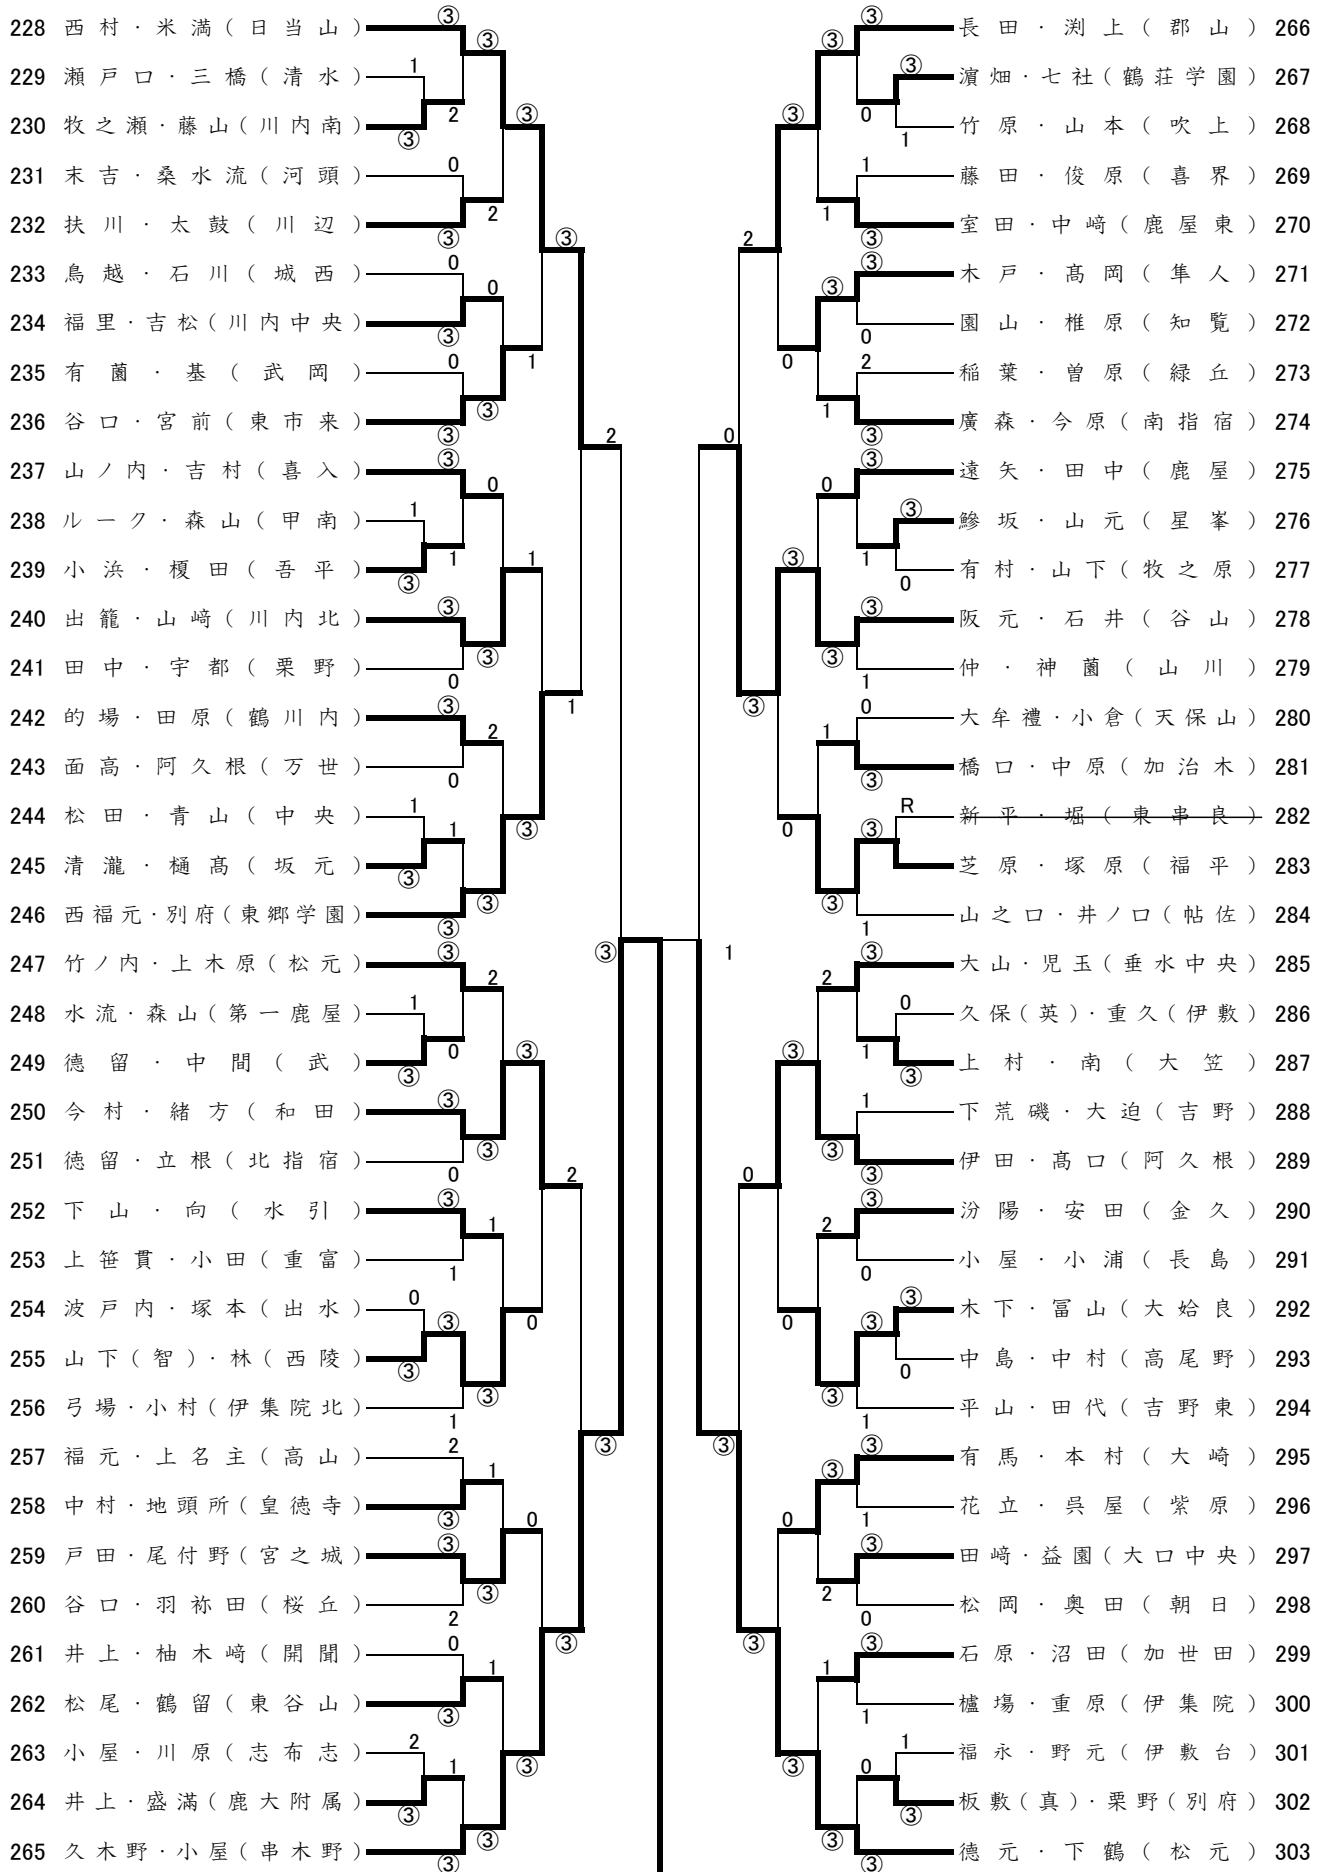 228 西村・米満(日当山)
229 瀬戸口・三橋(清水)
230 牧之瀬・藤山(川内南)
231 末吉・桑水流(河頭)
232 扶川・太鼓(川辺)
233 鳥越・石川(城西)
234 福里・吉松(川内中央)
235 有薗・基(武岡)
236 谷口・宮前(東市来)
237 山ノ内・吉村(喜入)
238 ルーク・森山(甲南)
239 小浜・榎田(吾平)
240 出籠・山﨑(川内北)
241 田中・宇都(栗野)
242 的場・田原(鶴川内)
243 面高・阿久根(万世)
244 松田・青山(中央)
245 清瀧・樋髙(坂元)
246 西福元・別府(東郷学園)
247 竹ノ内・上木原(松元)
248 水流・森山(第一鹿屋)
249 德留・中間(武)
250 今村・緒方(和田)
251 徳留・立根(北指宿)
252 下山・向(水引)
253 上笹貫・小田(重富)
254 波戸内・塚本(出水)
255 山下(智)・林(西陵)
256 弓場・小村(伊集院北)
257 福元・上名主(高山)
258 中村・地頭所(皇徳寺)
259 戸田・尾付野(宮之城)
260 谷口・羽祢田(桜丘)
261 井上・柚木﨑(開聞)
262 松尾・鶴留(東谷山)
263 小屋・川原(志布志)
264 井上・盛満(鹿大附属)
265 久木野・小屋(串木野)
長田・渕上(郡山) 266
濵畑・七社(鶴荘学園) 267
竹原・山本(吹上) 268
藤田・俊原(喜界) 269
室田・中﨑(鹿屋東) 270
木戸・髙岡(隼人) 271
園山・椎原(知覧) 272
稲葉・曽原(緑丘) 273
廣森・今原(南指宿) 274
遠矢・田中(鹿屋) 275
鰺坂・山元(星峯) 276
有村・山下(牧之原) 277
阪元・石井(谷山) 278
仲・神薗(山川) 279
大牟禮・小倉(天保山) 280
橋口・中原(加治木) 281
新平・堀(東串良) 282
芝原・塚原(福平) 283
山之口・井ノ口(帖佐) 284
大山・児玉(垂水中央) 285
久保(英)・重久(伊敷) 286
上村・南(大笠) 287
下荒磯・大迫(吉野) 288
伊田・髙口(阿久根) 289
汾陽・安田(金久) 290
小屋・小浦(長島) 291
木下・冨山(大姶良) 292
中島・中村(高尾野) 293
平山・田代(吉野東) 294
有馬・本村(大崎) 295
花立・呉屋(紫原) 296
田﨑・益園(大口中央) 297
松岡・奥田(朝日) 298
石原・沼田(加世田) 299
櫨場・重原(伊集院) 300
福永・野元(伊敷台) 301
板敷(真)・栗野(別府) 302
德元・下鶴(松元) 303